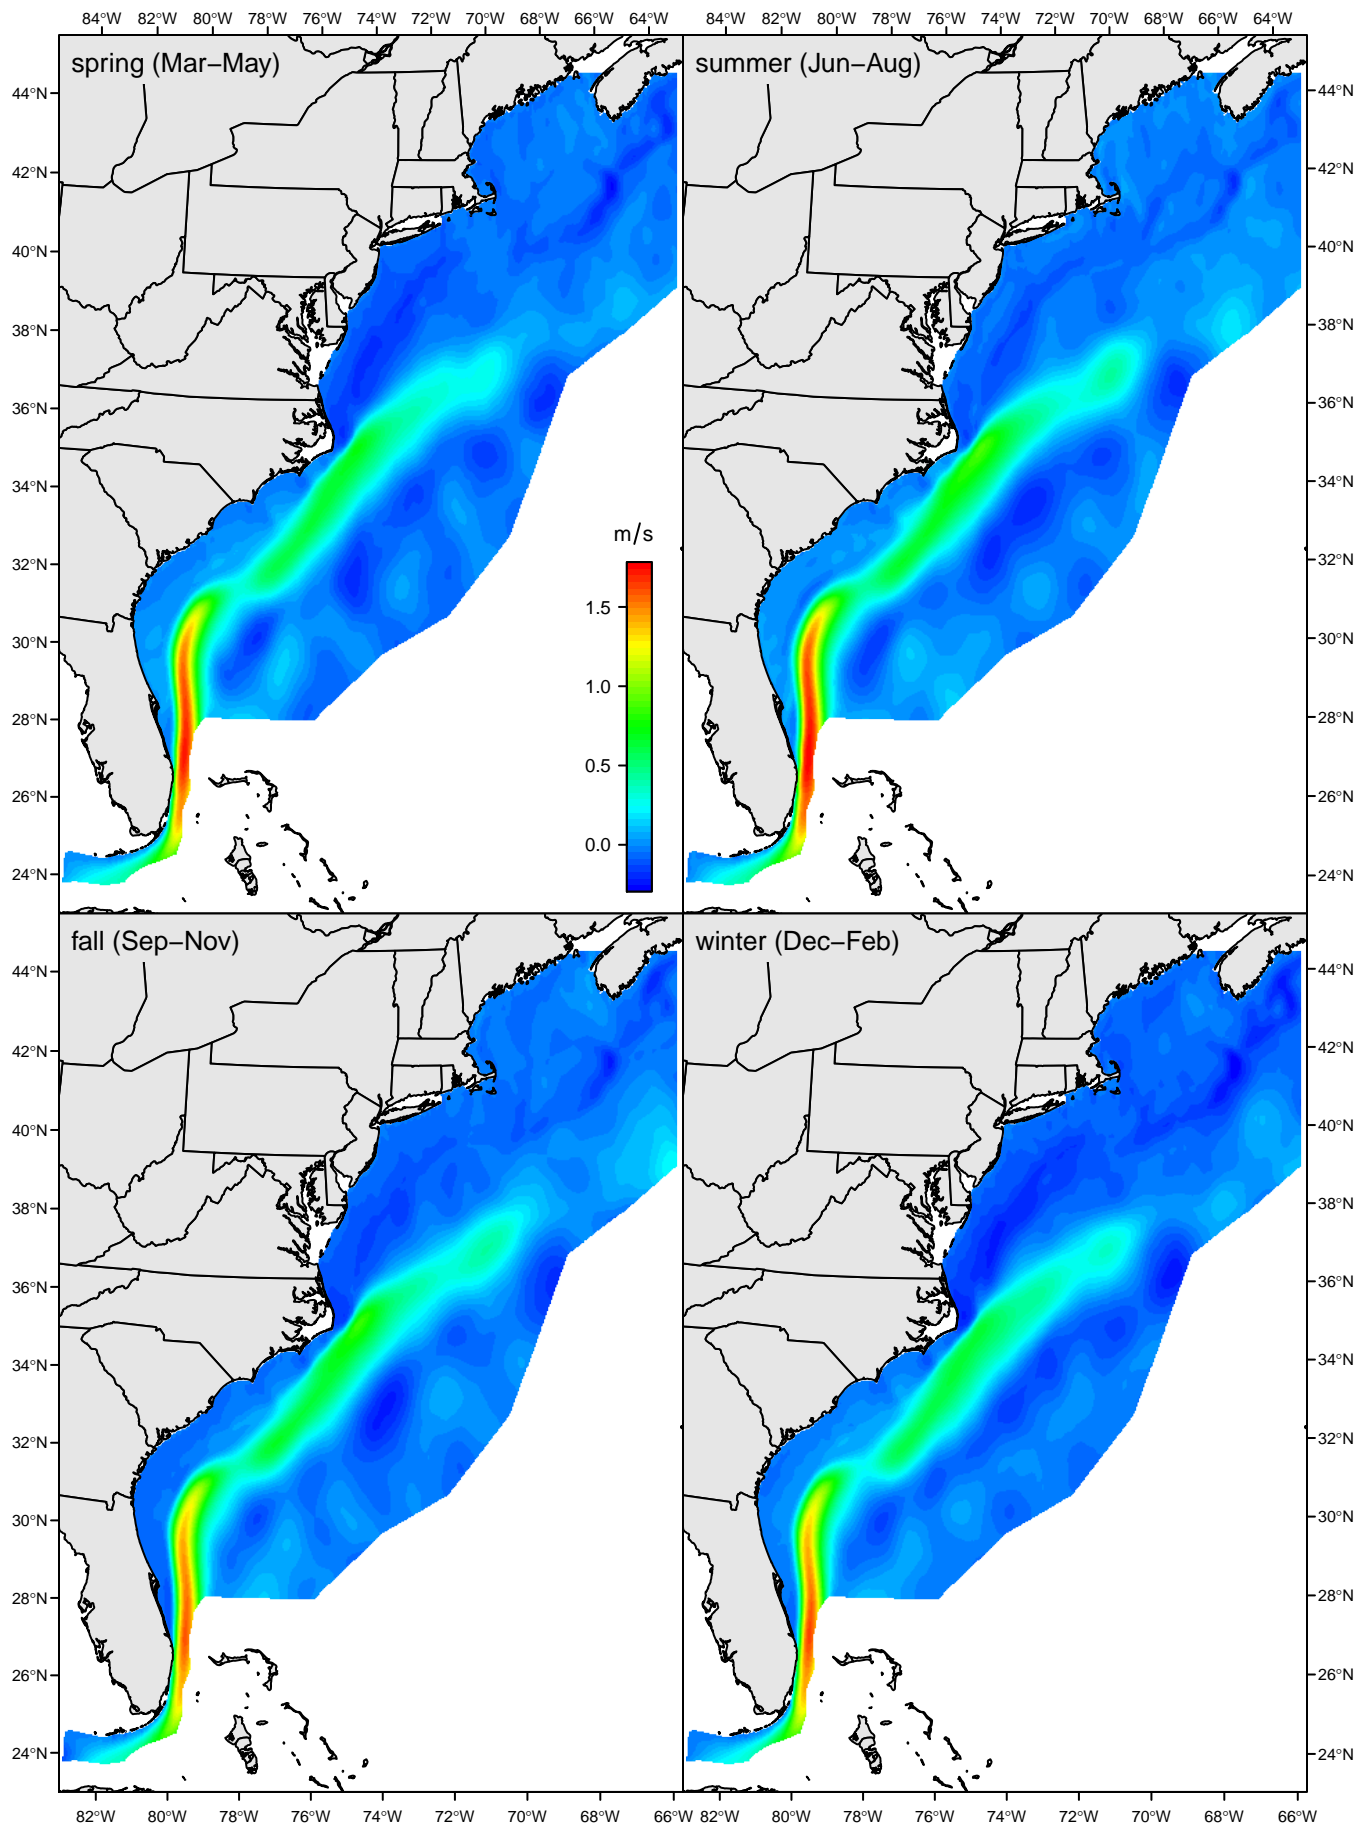 84°W 82°W 80°W 78°W 76°W 74°W 72°W 70°W 68°W 66°W 64°W 84°W 82°W 80°W 78°W 76°W 74°W 72°W 70°W 68°W 66°W 64°W
spring (Mar−May)
summer (Jun−Aug)
44°N 44°N
42°N 42°N
40°N 40°N
38°N 38°N
36°N 36°N
34°N 34°N
m/s
32°N 32°N
1.5
30°N 30°N
1.0
28°N 28°N
0.5
26°N 26°N
0.0
24°N 24°N
fall (Sep−Nov)
winter (Dec−Feb)
44°N 44°N
42°N 42°N
40°N 40°N
38°N 38°N
36°N 36°N
34°N 34°N
32°N 32°N
30°N 30°N
28°N 28°N
26°N 26°N
24°N 24°N
82°W 80°W 78°W 76°W 74°W 72°W 70°W 68°W 66°W 82°W 80°W 78°W 76°W 74°W 72°W 70°W 68°W 66°W